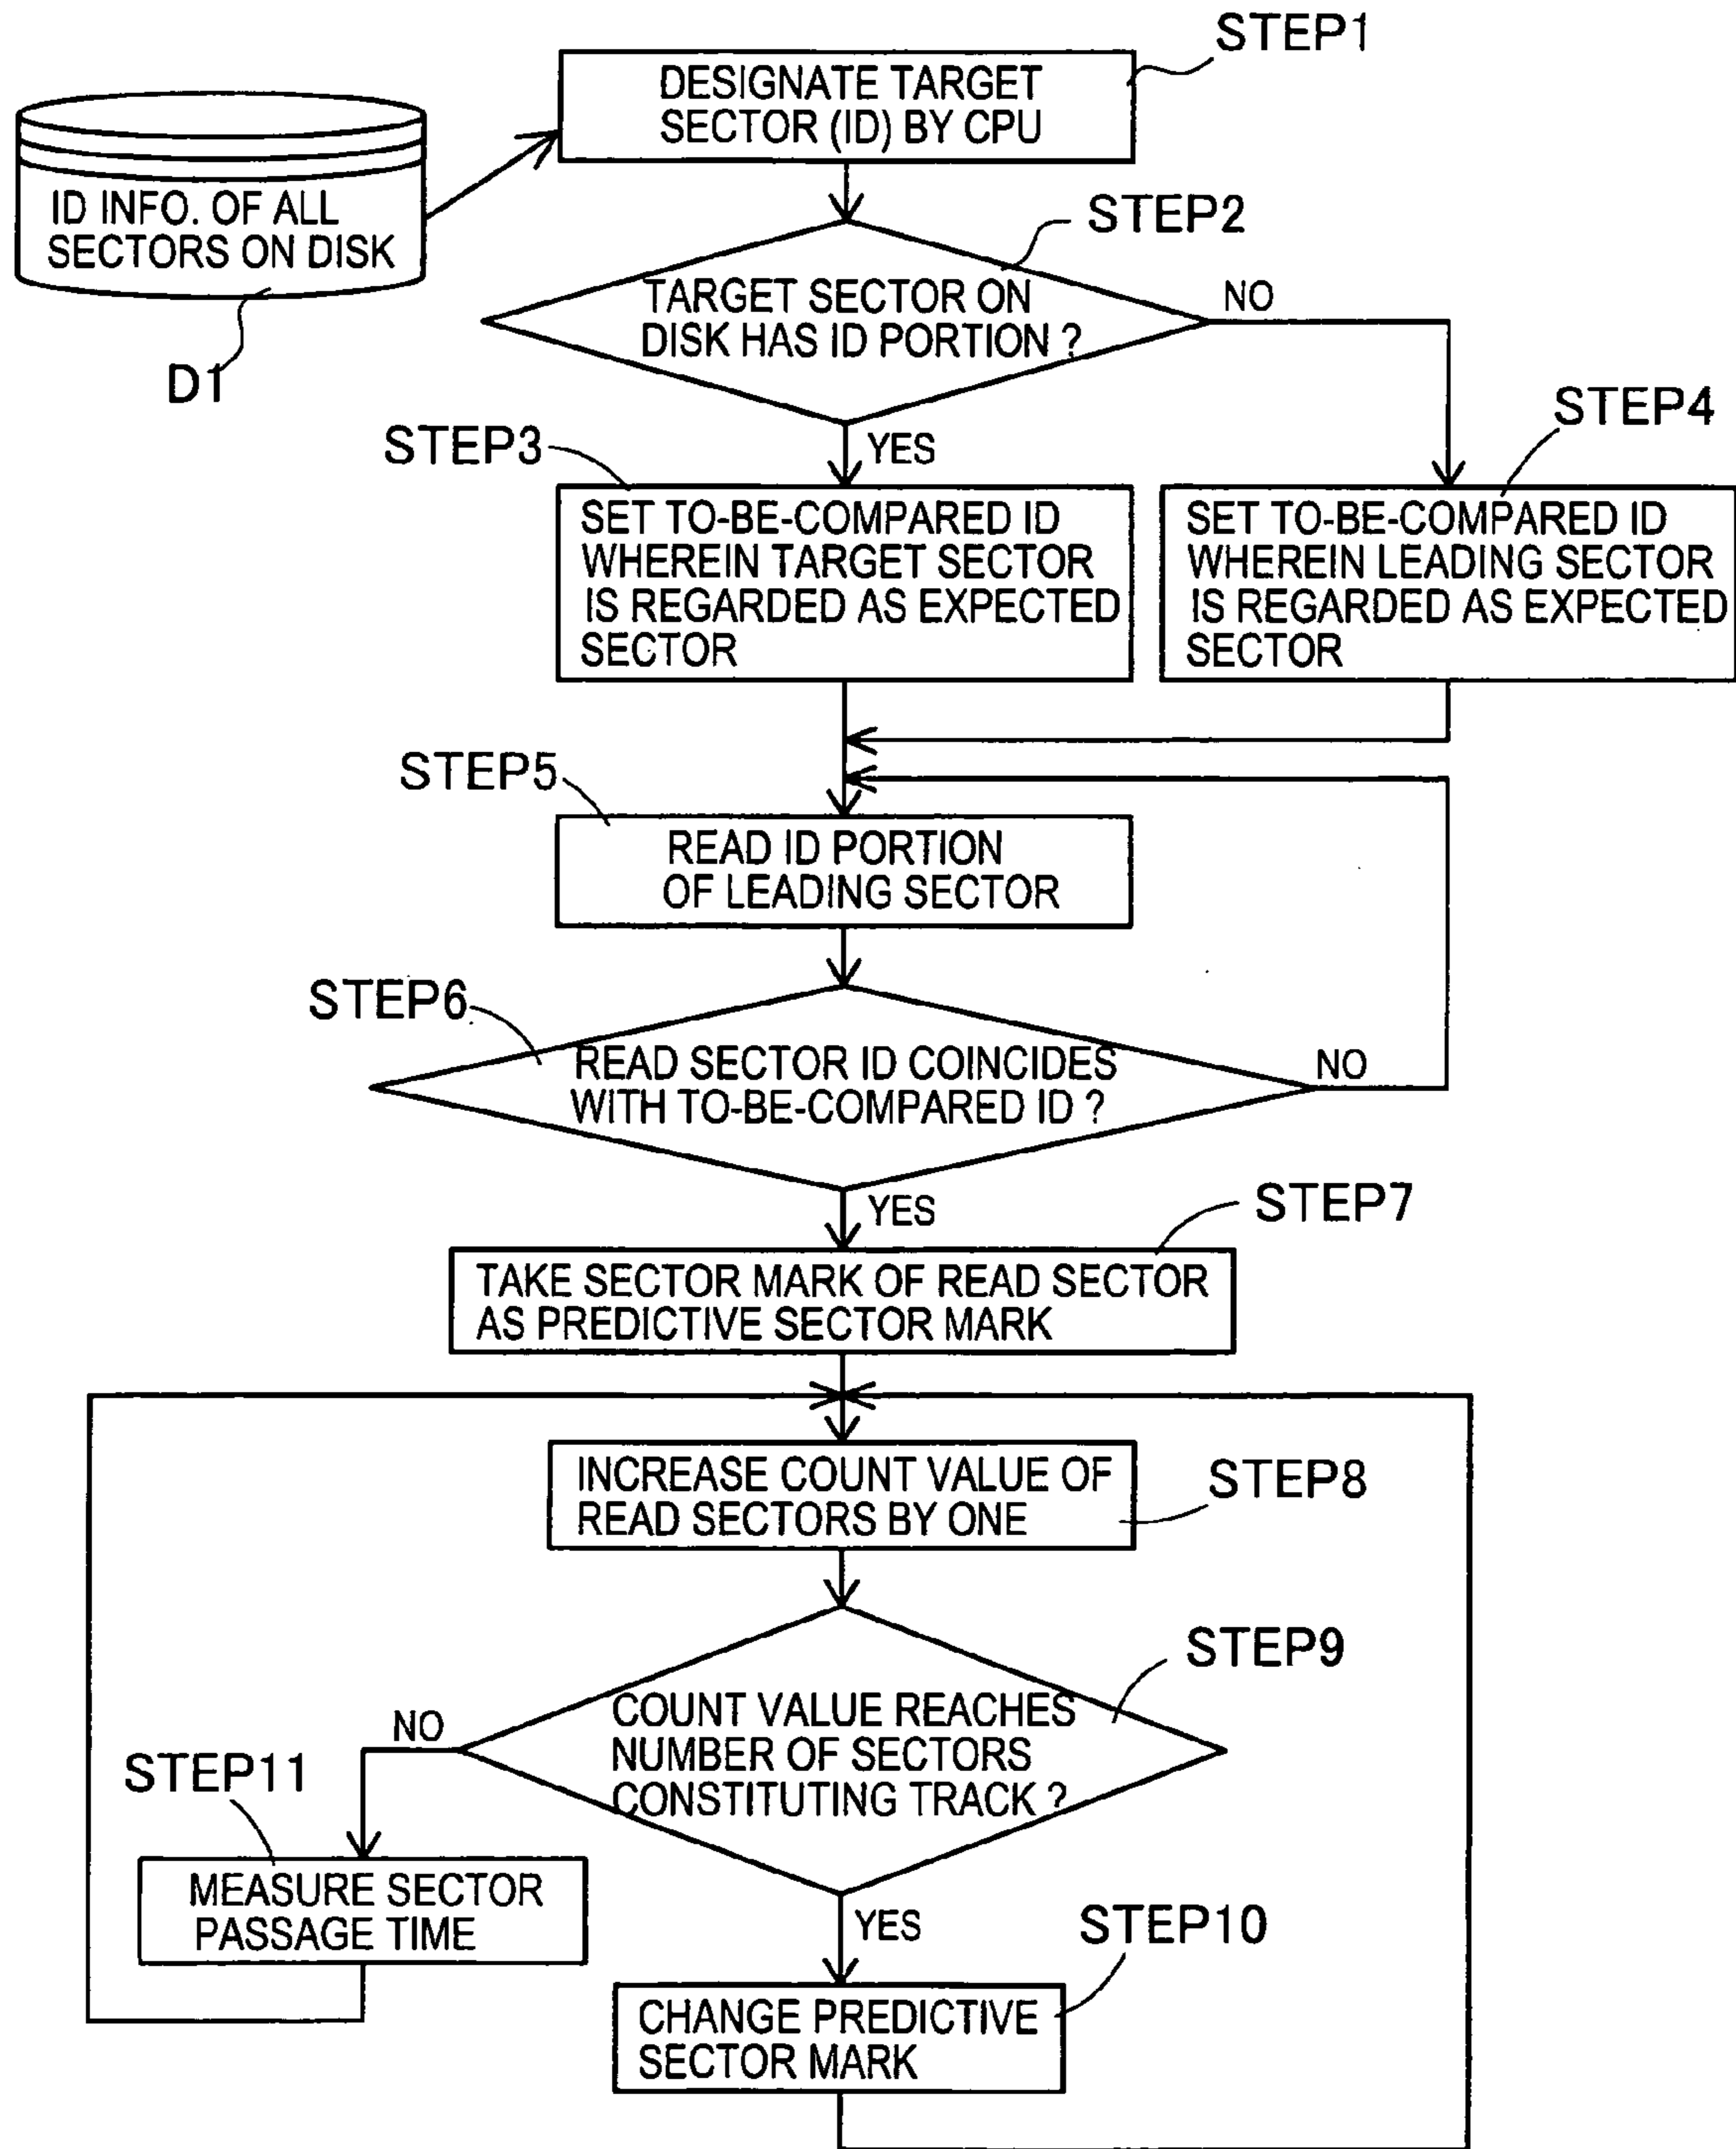 STEP1
DESIGNATE TARGET
SECTOR (ID) BY CPU
ID INFO. OF ALL
SECTORS ON DISK
D1
STEP2
TARGET SECTOR ON
DISK HAS ID PORTION ?
NO
YES
STEP3
SET TO-BE-COMPARED ID
WHEREIN TARGET SECTOR
IS REGARDED AS EXPECTED
SECTOR
STEP4
SET TO-BE-COMPARED ID
WHEREIN LEADING SECTOR
IS REGARDED AS EXPECTED
SECTOR
STEP5
READ ID PORTION
OF LEADING SECTOR
STEP6
READ SECTOR ID COINCIDES
WITH TO-BE-COMPARED ID ?
NO
YES
STEP7
TAKE SECTOR MARK OF READ SECTOR
AS PREDICTIVE SECTOR MARK
INCREASE COUNT VALUE OF
READ SECTORS BY ONE
STEP8
STEP9
COUNT VALUE REACHES
NUMBER OF SECTORS
CONSTITUTING TRACK ?
NO
STEP11
MEASURE SECTOR
PASSAGE TIME
YES
STEP10
CHANGE PREDICTIVE
SECTOR MARK